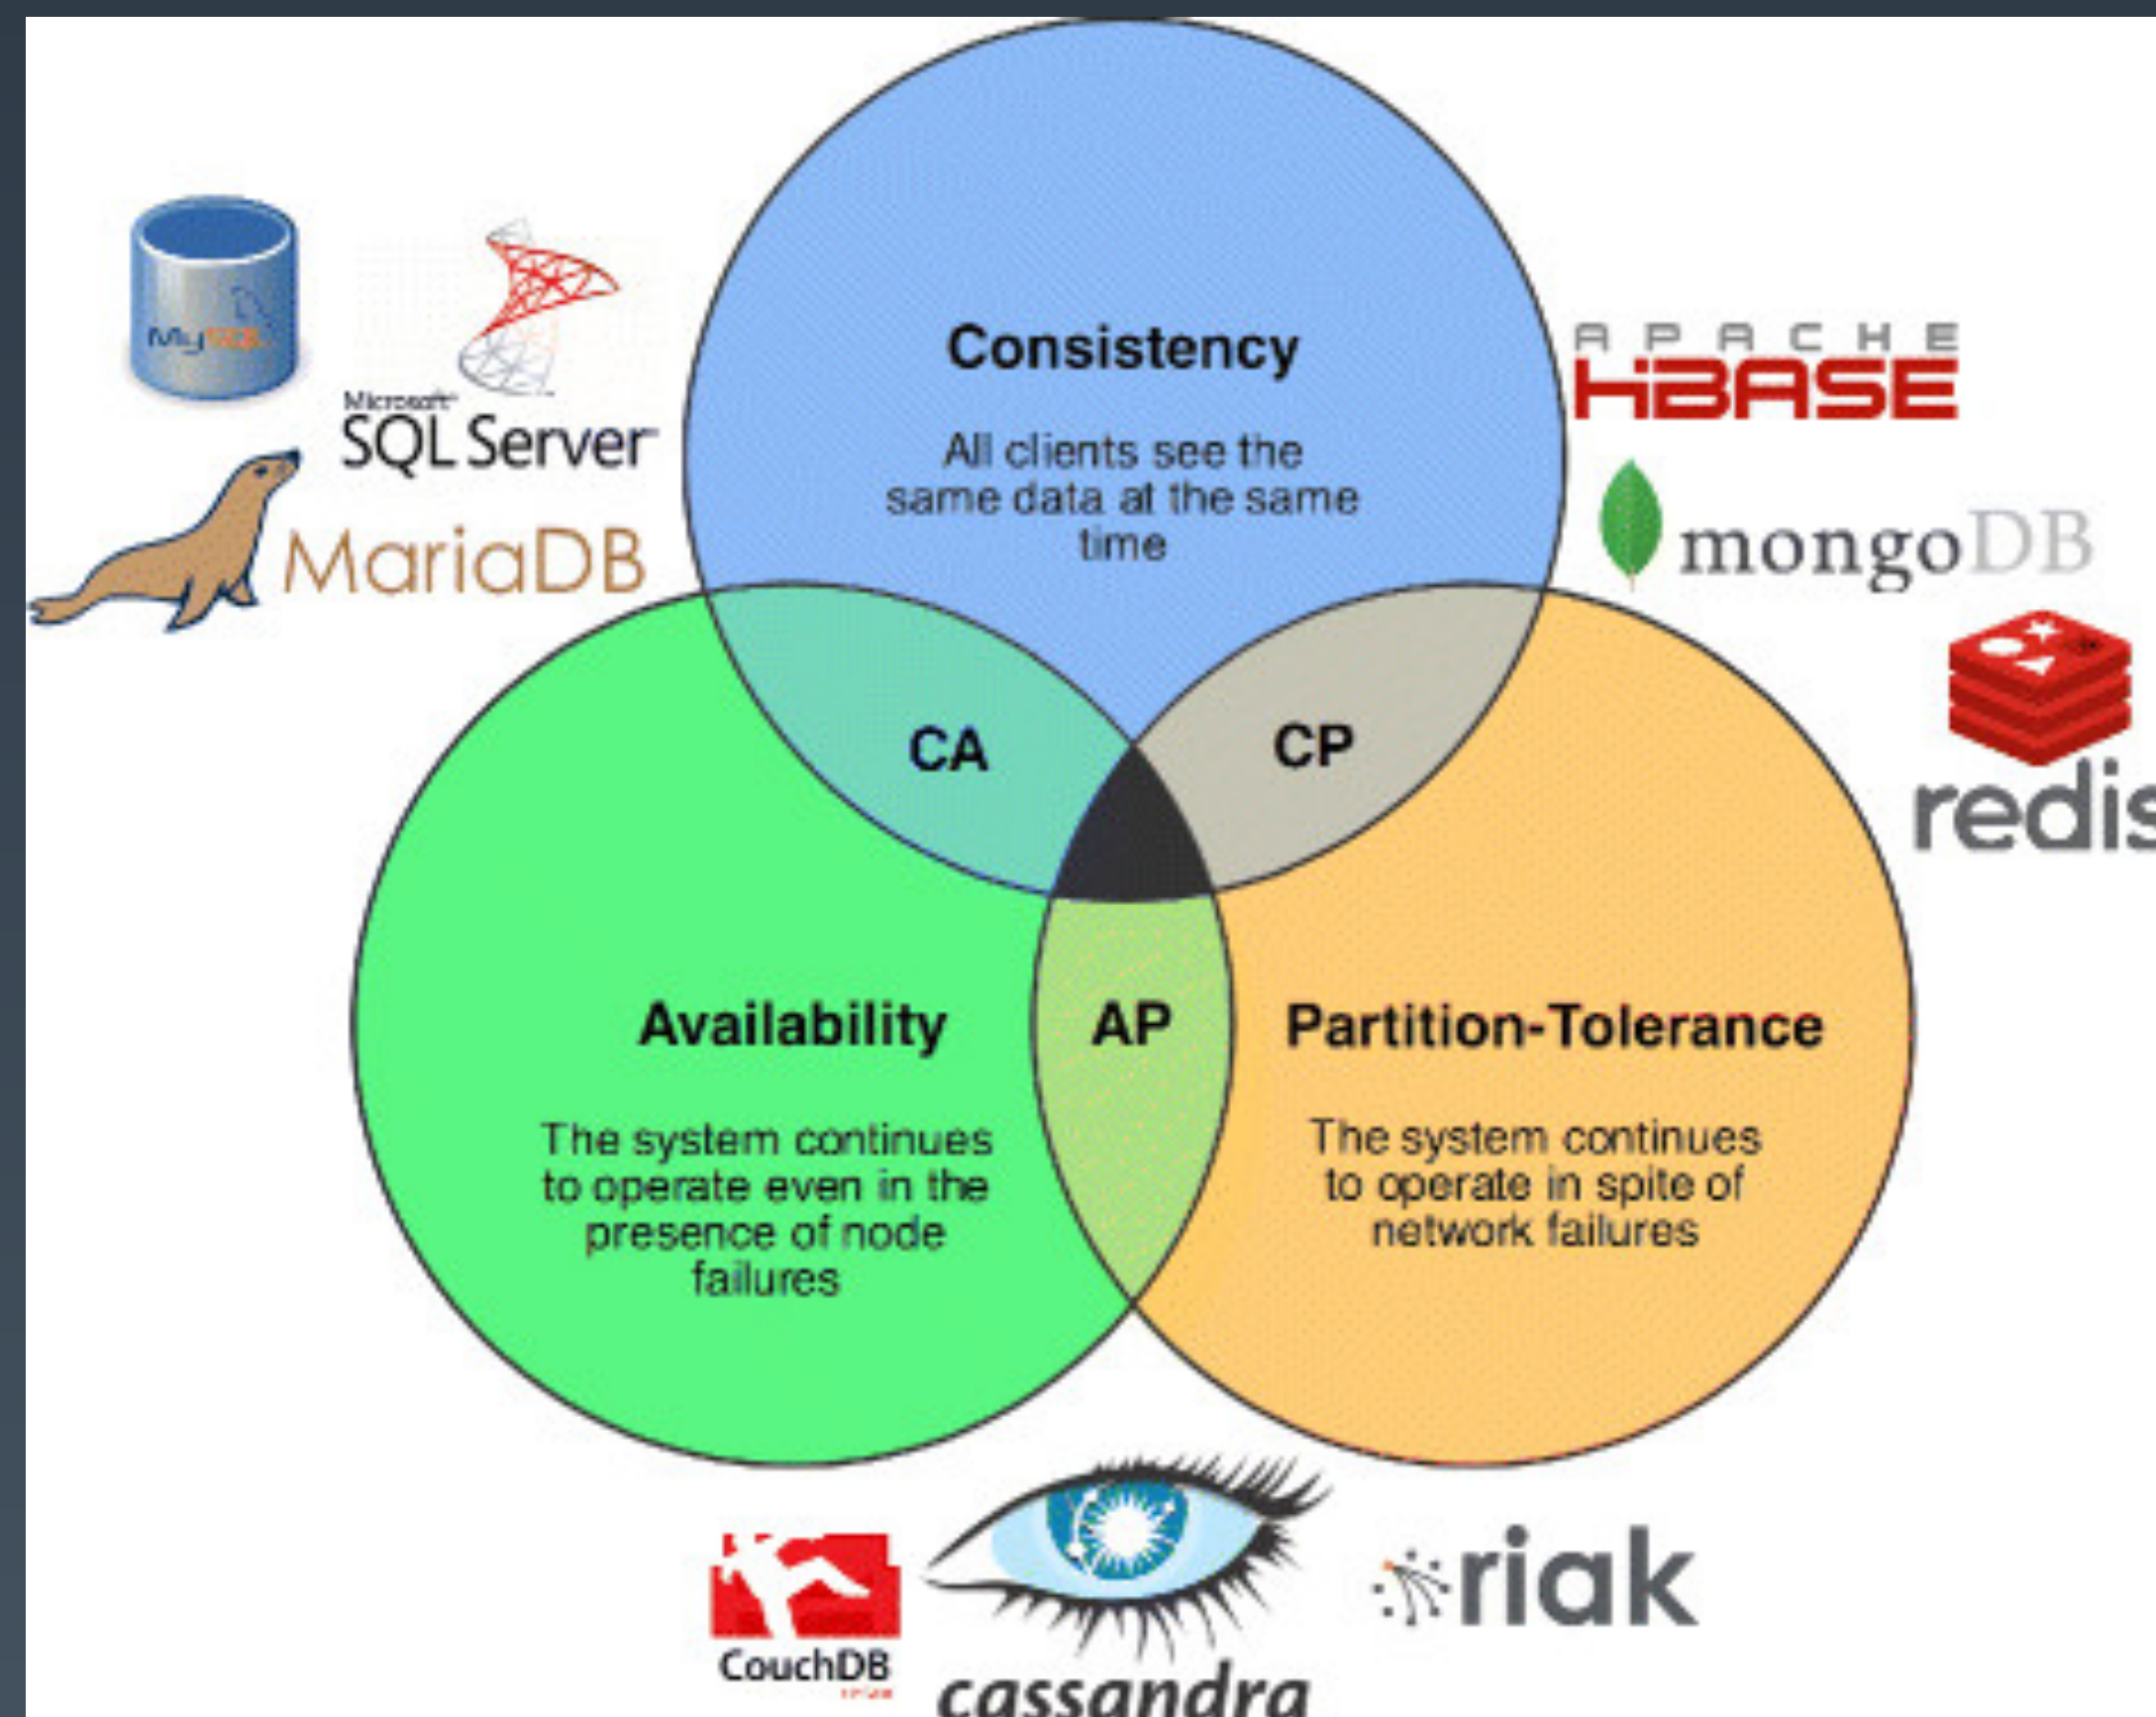 Consistency
All clients see the
same data at the same
time
MySQL
Microsoft
SQL Server
MariaDB
APACHE
HBASE
mongoDB
redis
CA
CP
AP
Availability
The system continues
to operate even in the
presence of node
failures
Partition-Tolerance
The system continues
to operate in spite of
network failures
CouchDB
cassandra
riak